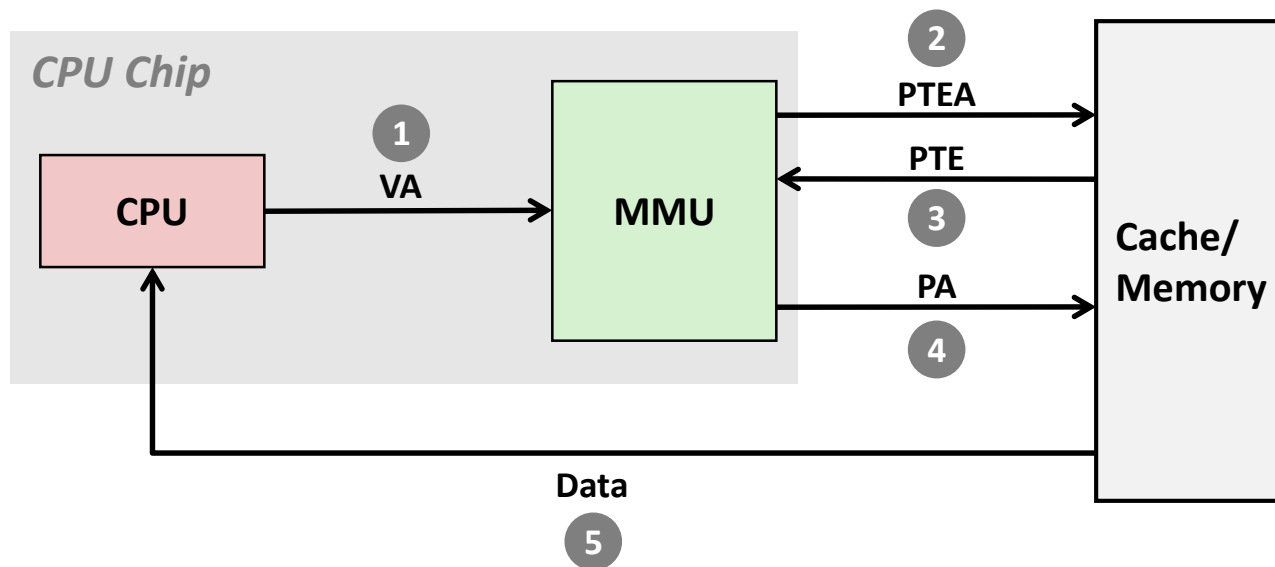 CPU Chip
2
PTEA
1
VA
PTE
CPU
MMU
3
Cache/
Memory
PA
4
Data
5